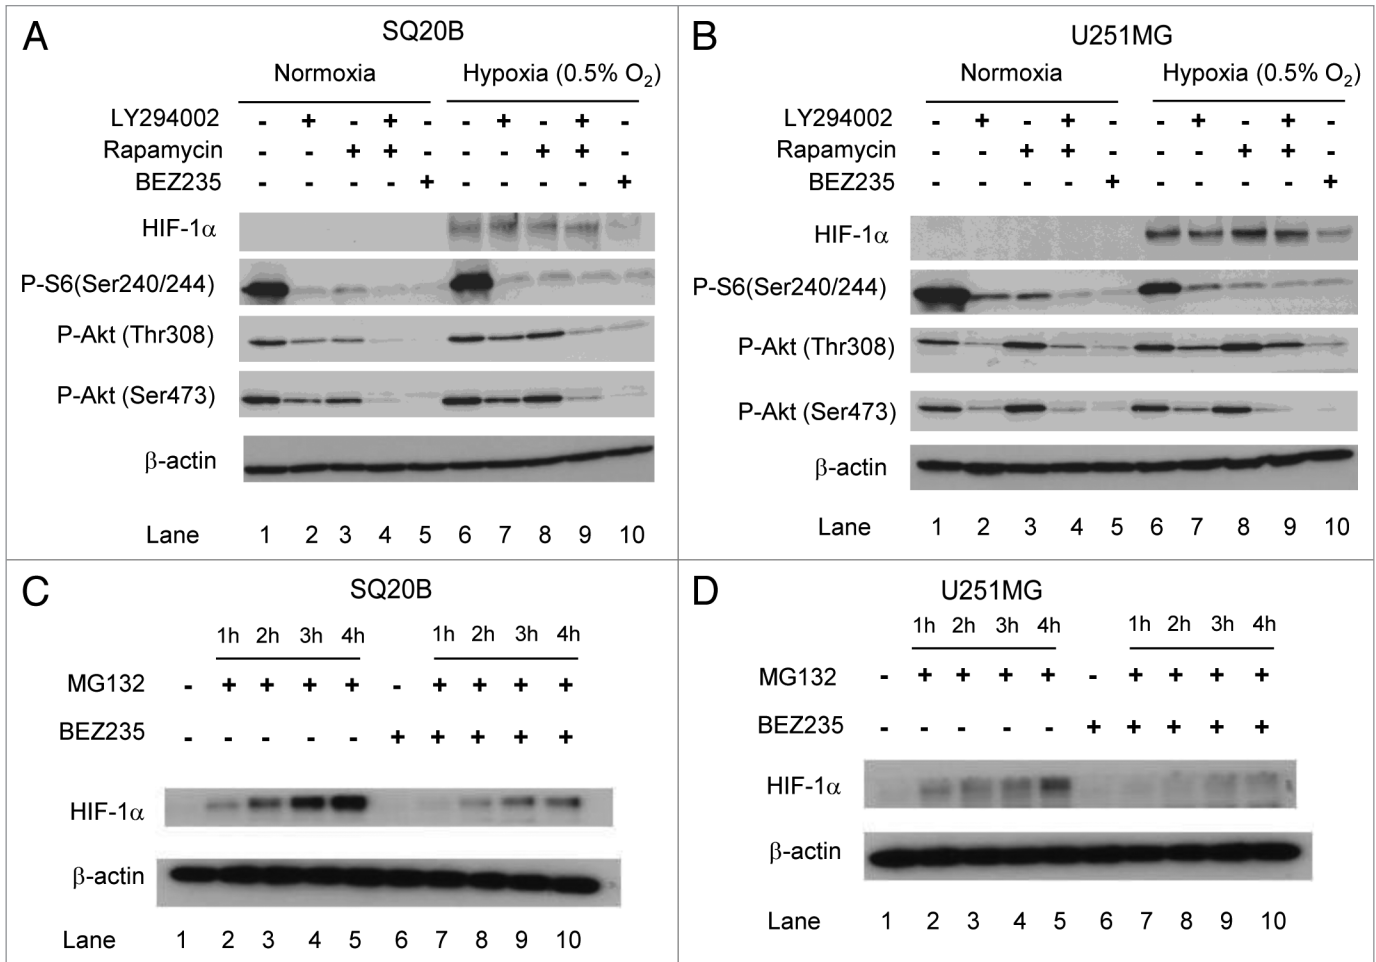 A
SQ20B
Normoxia
Hypoxia (0.5% O2)
LY294002 - + - + - - + - + -
Rapamycin - - + + - - - + + -
BEZ235 - - - - + - - - - +
HIF-1α
P-S6(Ser240/244)
P-Akt (Thr308)
P-Akt (Ser473)
β-actin
Lane 1 2 3 4 5 6 7 8 9 10
B
U251MG
Normoxia
Hypoxia (0.5% O2)
LY294002 - + - + - - + - + -
Rapamycin - - + + - - - + + -
BEZ235 - - - - + - - - - +
HIF-1α
P-S6(Ser240/244)
P-Akt (Thr308)
P-Akt (Ser473)
β-actin
Lane 1 2 3 4 5 6 7 8 9 10
C
SQ20B
1h 2h 3h 4h 1h 2h 3h 4h
MG132 - + + + + - + + + +
BEZ235 - - - - - + + + + +
HIF-1α
β-actin
Lane 1 2 3 4 5 6 7 8 9 10
D
U251MG
1h 2h 3h 4h 1h 2h 3h 4h
MG132 - + + + + - + + + +
BEZ235 - - - - - + + + + +
HIF-1α
β-actin
Lane 1 2 3 4 5 6 7 8 9 10